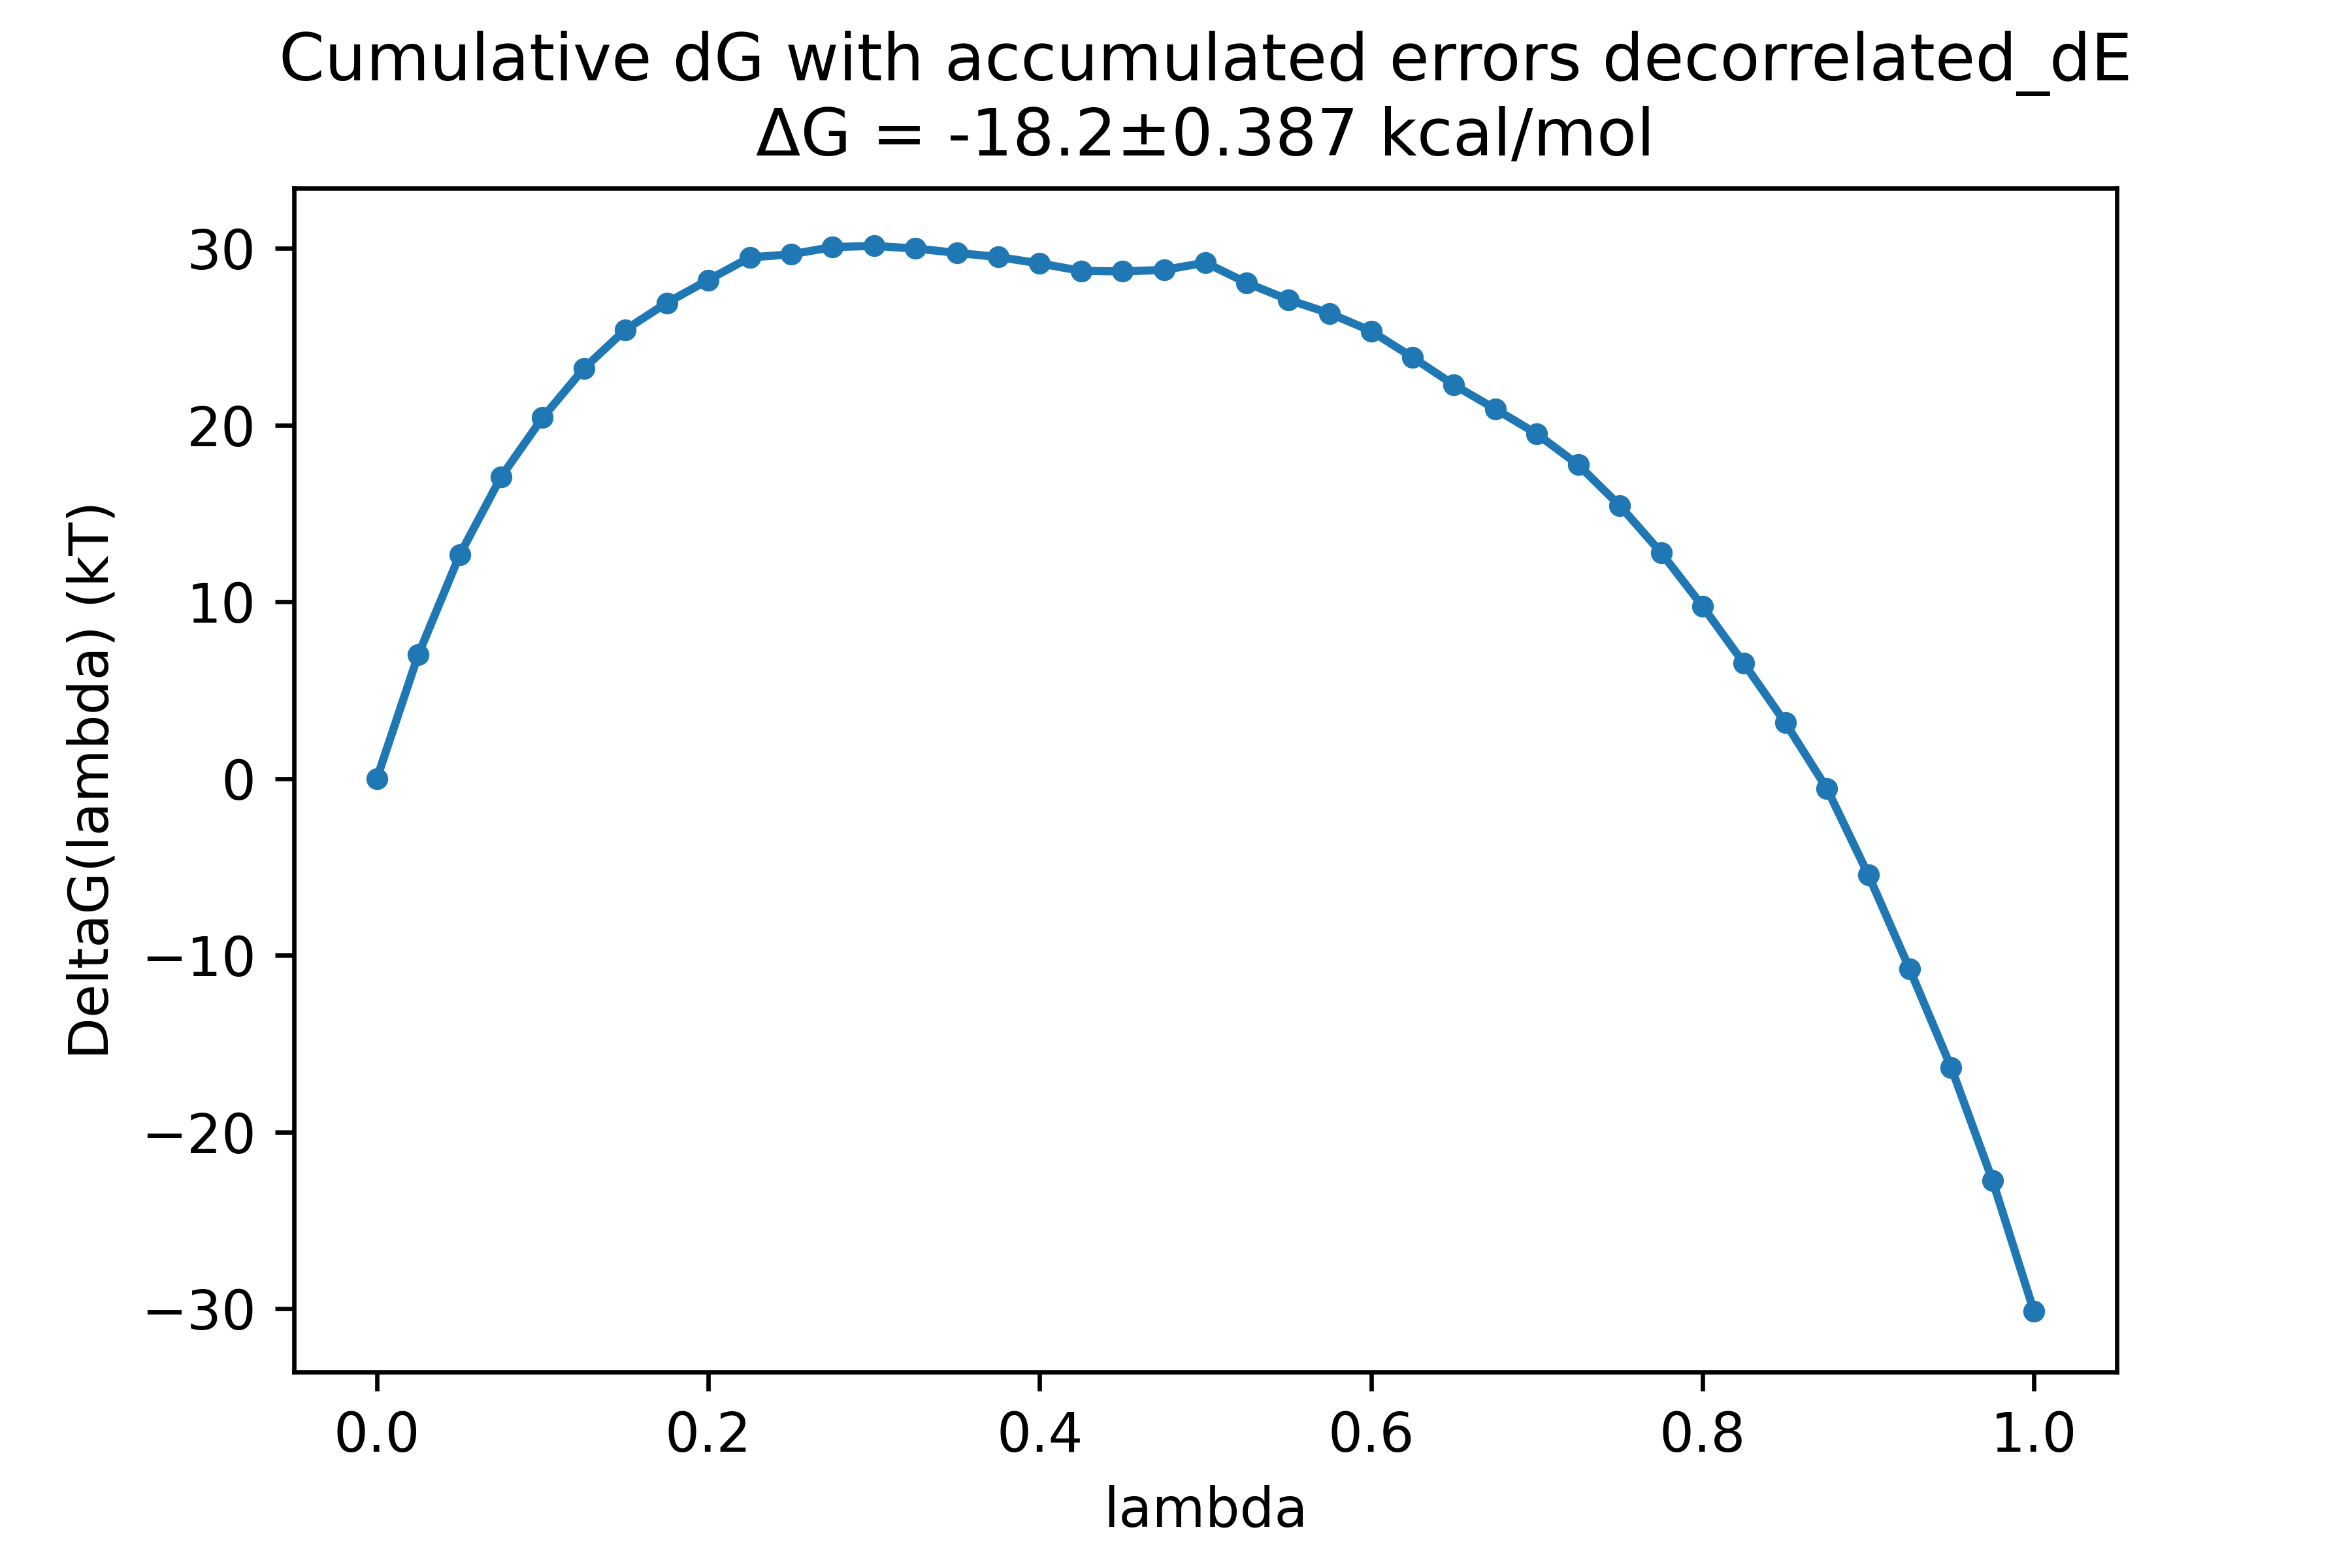 Cumulative dG with accumulated errors decorrelated_dE
ΔG = -18.2±0.387 kcal/mol
DeltaG(lambda) (kT)
30
20
10
0
−10
−20
−30
0.0 0.2 0.4 0.6 0.8 1.0
lambda